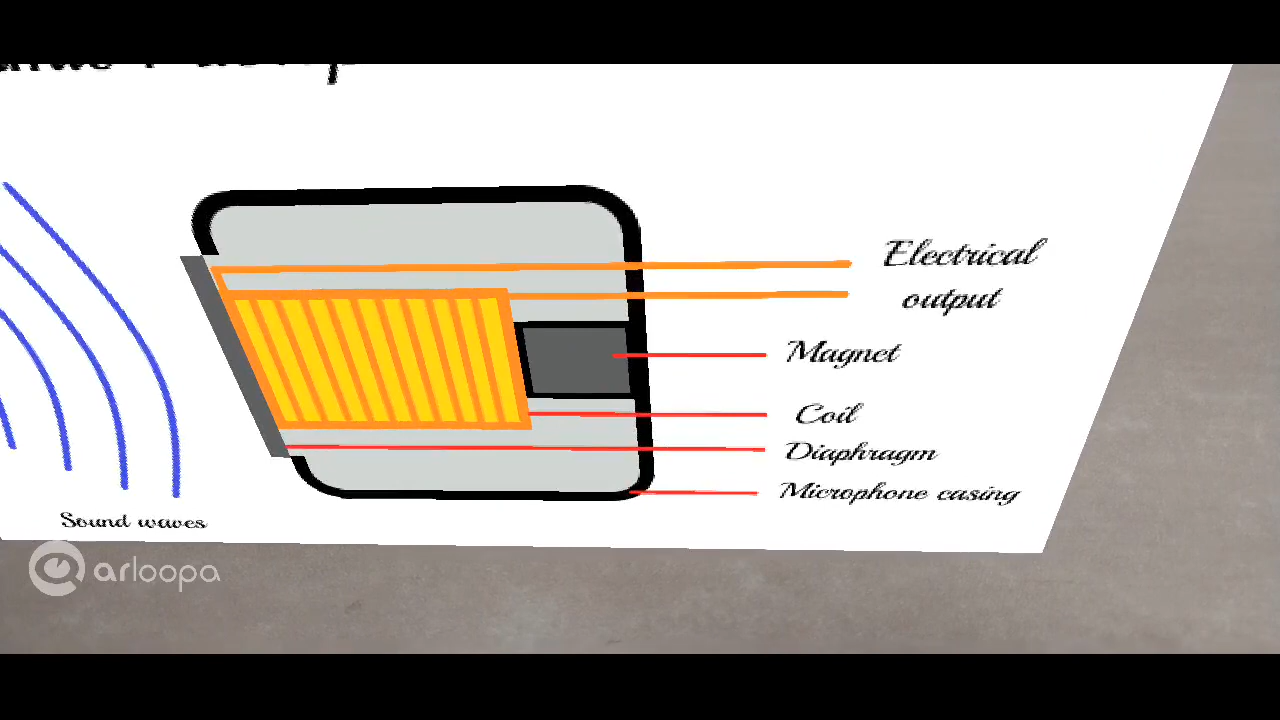 Electrical
output
Magnet
Coil
Diaphragm
Microphone casing
Sound waves
arloopa